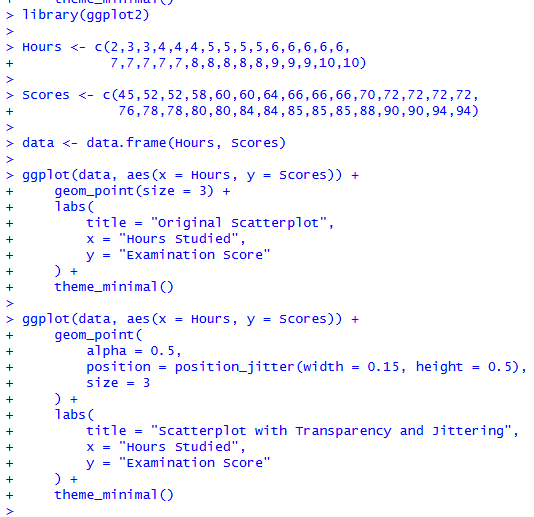 +     theme_minimal()
> library(ggplot2)
>
> Hours <- c(2,3,3,4,4,4,5,5,5,5,6,6,6,6,6,
+            7,7,7,7,7,8,8,8,8,8,9,9,9,10,10)
>
> Scores <- c(45,52,52,58,60,60,64,66,66,66,70,72,72,72,72,
+             76,78,78,80,80,84,84,85,85,85,88,90,90,94,94)
>
> data <- data.frame(Hours, Scores)
>
> ggplot(data, aes(x = Hours, y = Scores)) +
+     geom_point(size = 3) +
+     labs(
+         title = "Original Scatterplot",
+         x = "Hours Studied",
+         y = "Examination Score"
+     ) +
+     theme_minimal()
>
> ggplot(data, aes(x = Hours, y = Scores)) +
+     geom_point(
+         alpha = 0.5,
+         position = position_jitter(width = 0.15, height = 0.5),
+         size = 3
+     ) +
+     labs(
+         title = "Scatterplot with Transparency and Jittering",
+         x = "Hours Studied",
+         y = "Examination Score"
+     ) +
+     theme_minimal()
>